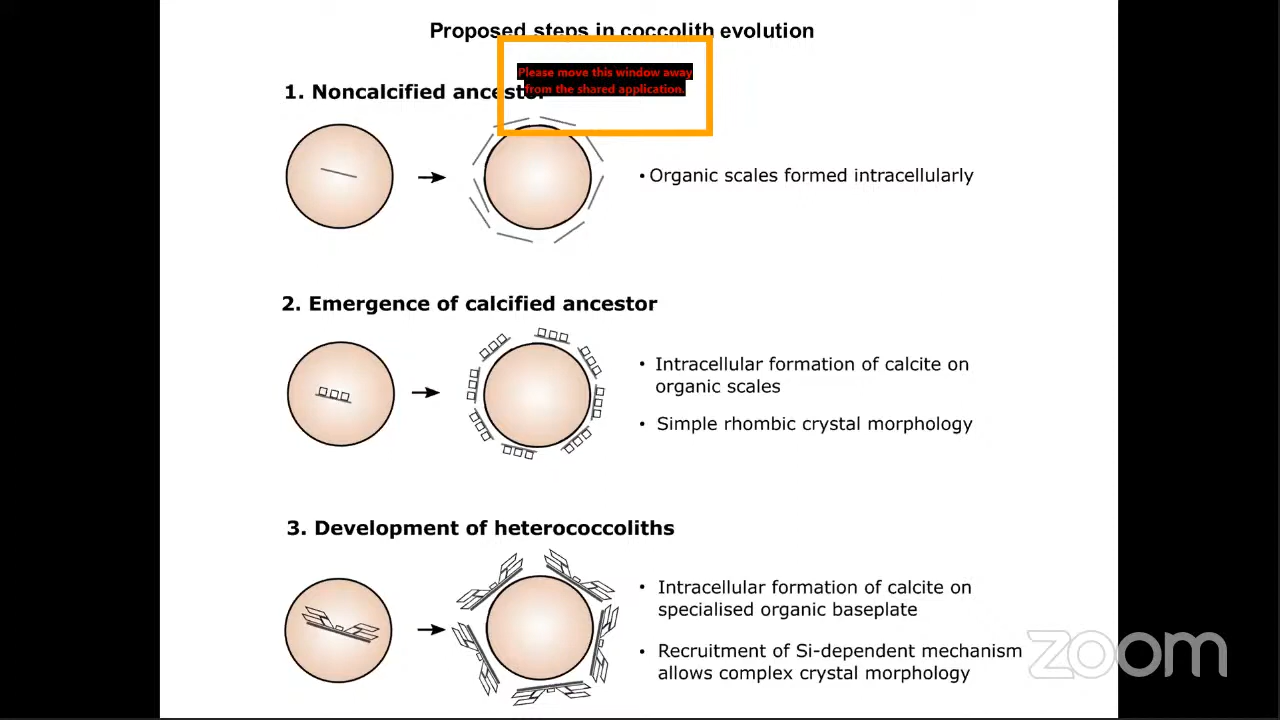 Proposed steps in coccolith evolution
Please move this window away
from the shared application.
1. Noncalcified ancestor
• Organic scales formed intracellularly
2. Emergence of calcified ancestor
• Intracellular formation of calcite on
organic scales
• Simple rhombic crystal morphology
3. Development of heterococcoliths
• Intracellular formation of calcite on
specialised organic baseplate
• Recruitment of Si-dependent mechanism
allows complex crystal morphology
zoom